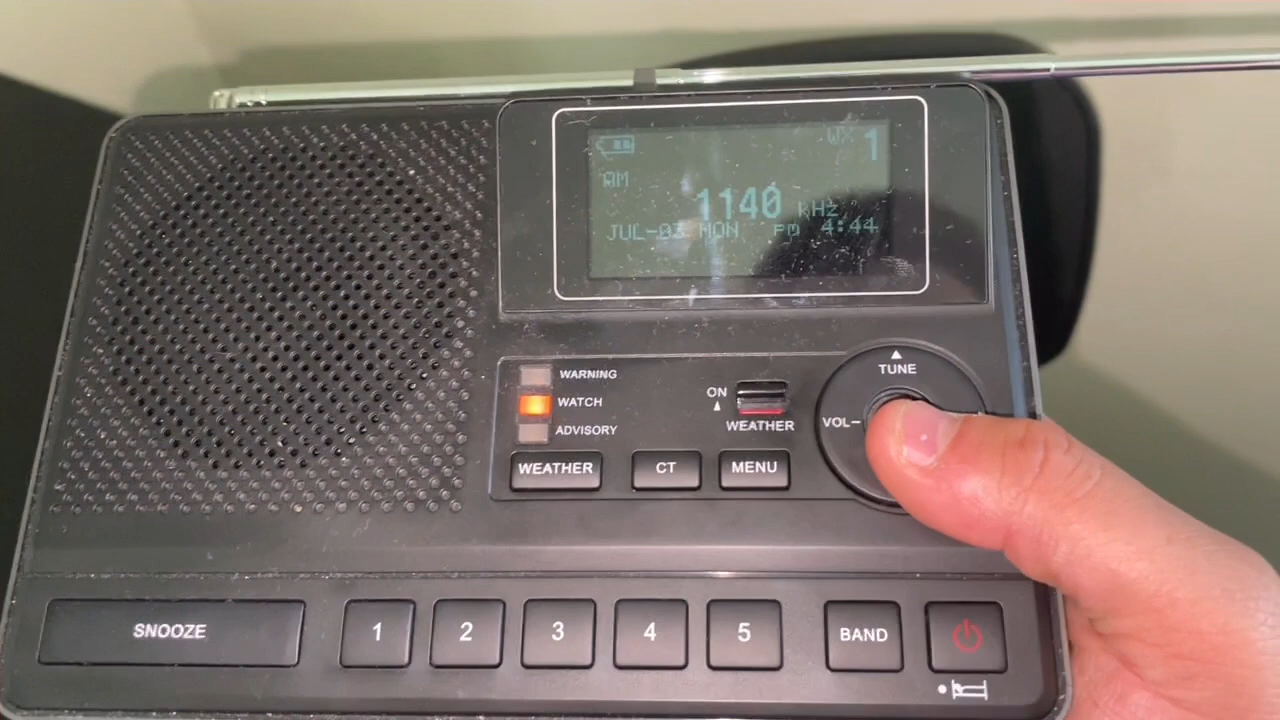 WX 1
AM
1140 kHz
JUL-03 MON PM 4:44
WARNING
WATCH
ADVISORY
ON
WEATHER
TUNE
VOL-
WEATHER
CT
MENU
SNOOZE
1
2
3
4
5
BAND